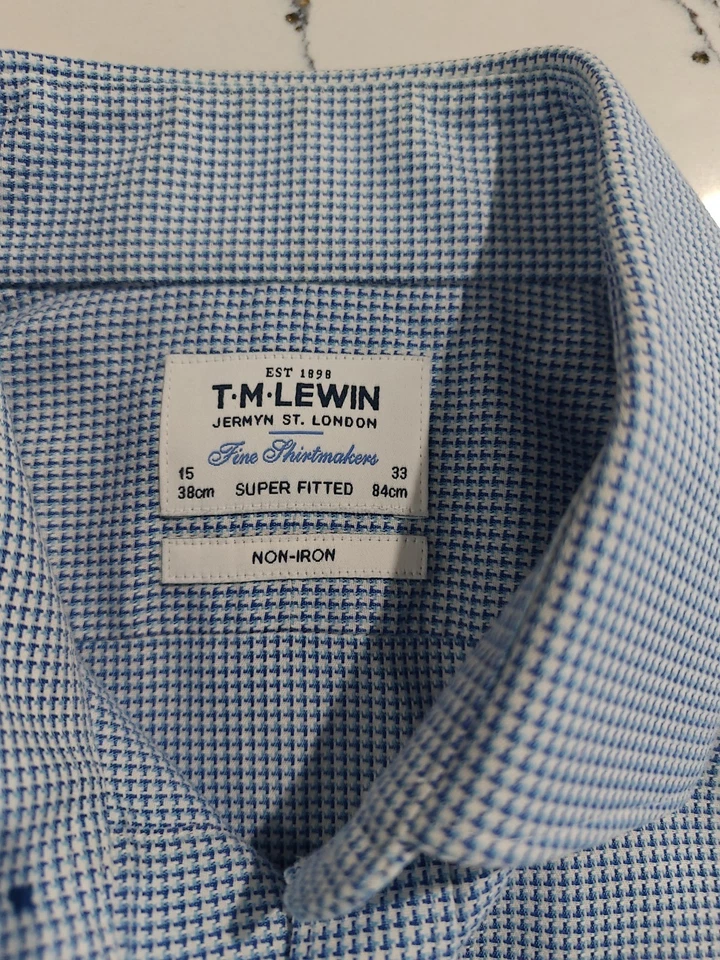 EST 1898
T·M·LEWIN
JERMYN ST. LONDON
Fine Shirtmakers
15 33
38cm SUPER FITTED 84cm
NON-IRON